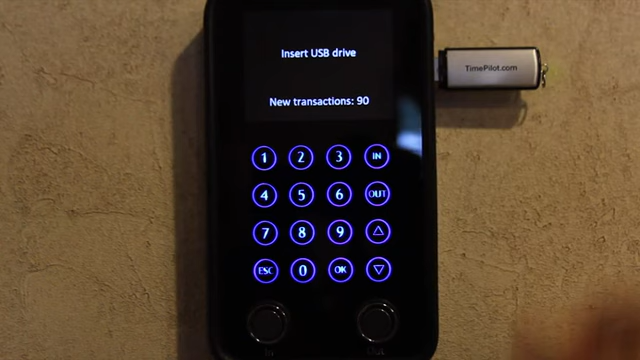 Insert USB drive
TimePilot.com
New transactions: 90
1 2 3 IN
4 5 6 OUT
7 8 9
ESC 0 OK